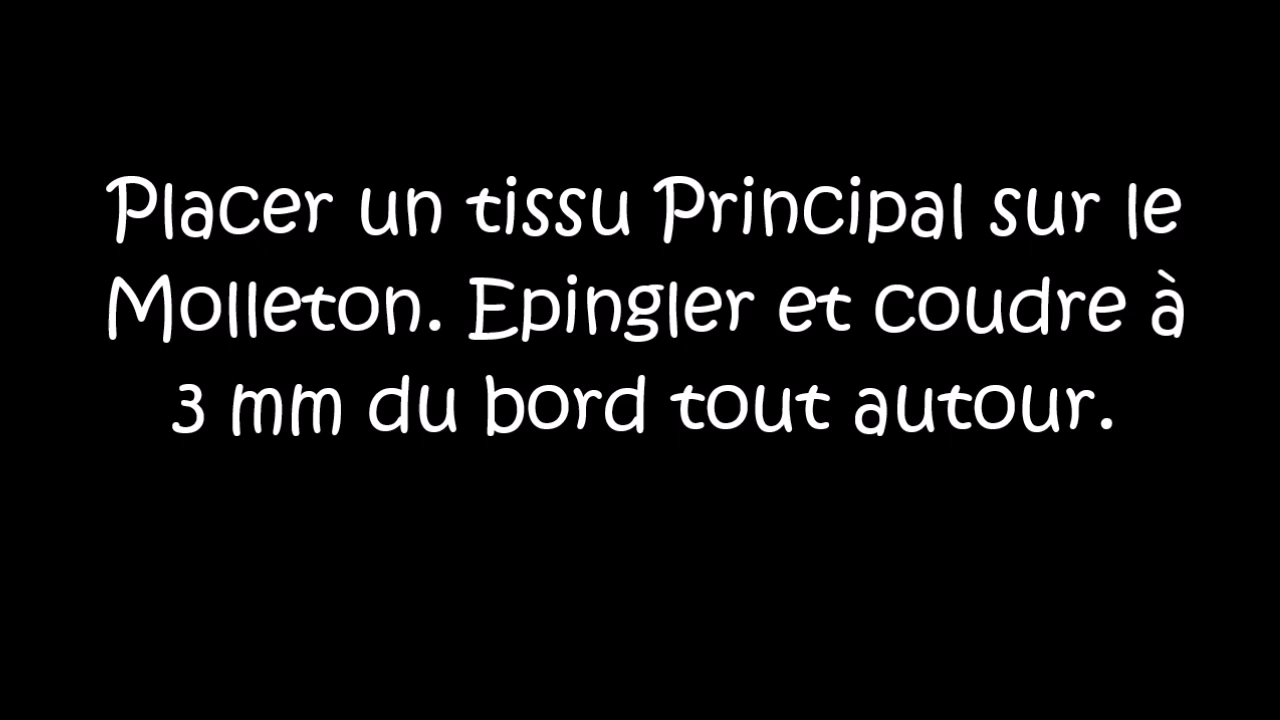 Placer un tissu Principal sur le
Molleton. Epingler et coudre à
3 mm du bord tout autour.